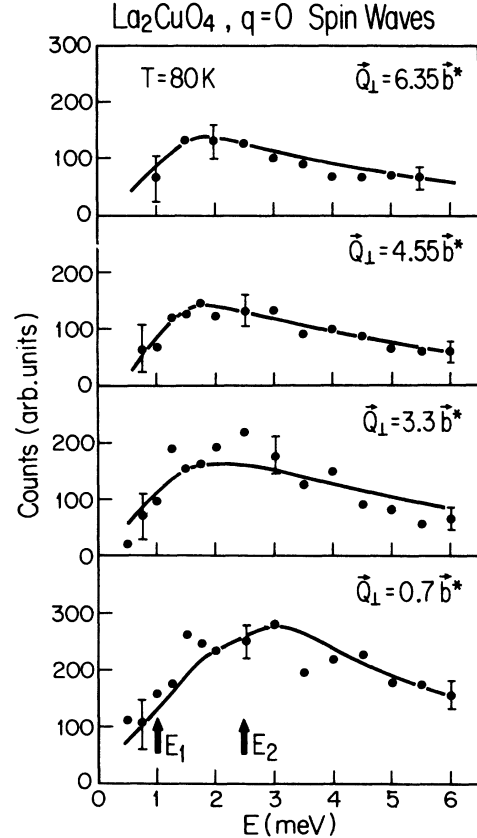 La₂CuO₄, q=0 Spin Waves
300
T=80K
Q⃗⊥=6.35b⃗*
200
100
0
Q⃗⊥=4.55b⃗*
200
100
0
Q⃗⊥=3.3b⃗*
200
100
0
Q⃗⊥=0.7b⃗*
300
200
100
E₁
E₂
0
0 1 2 3 4 5 6
E(meV)
Counts (arb.units)